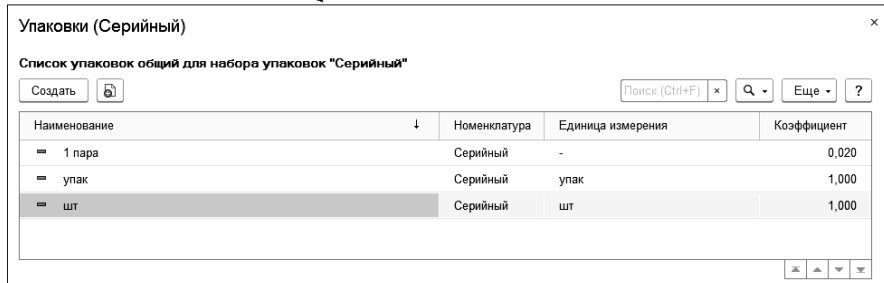 Упаковки (Серийный) ×
Список упаковок общий для набора упаковок "Серийный"
Создать Поиск (Ctrl+F) × Еще ?
Наименование ↓ Номенклатура Единица измерения Коэффициент
1 пара Серийный - 0,020
упак Серийный упак 1,000
шт Серийный шт 1,000